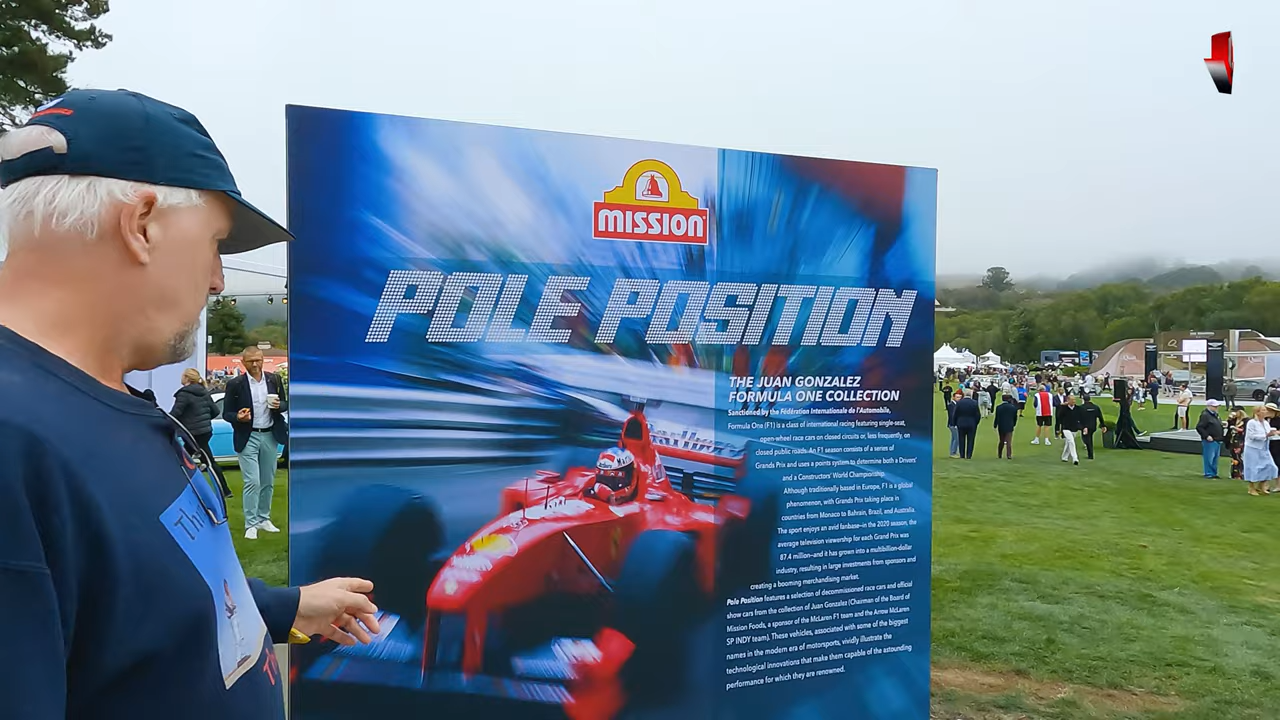 MISSION
POLE POSITION
THE JUAN GONZALEZ
FORMULA ONE COLLECTION
Sanctioned by the Fédération Internationale de l'Automobile,
Formula One (F1) is a class of international racing featuring single-seat,
open-wheel race cars on closed circuits or, less frequently, on
closed public roads. An F1 season consists of a series of
Grands Prix and uses a points system to determine both a Drivers'
and a Constructors' World Championship.
Although traditionally based in Europe, F1 is a global
phenomenon, with Grands Prix taking place in
countries from Monaco to Bahrain, Brazil, and Australia.
The sport enjoys an avid fanbase—in the 2020 season, the
average television viewership for each Grand Prix was
87.4 million—and it has grown into a multibillion-dollar
industry, resulting in large investments from sponsors and
creating a booming merchandising market.
Pole Position features a selection of decommissioned race cars and official
show cars from the collection of Juan Gonzalez (Chairman of the Board of
Mission Foods, a sponsor of the McLaren F1 team and the Arrow McLaren
SP INDY team). These vehicles, associated with some of the biggest
names in the modern era of motorsports, vividly illustrate the
technological innovations that make them capable of the astounding
performance for which they are renowned.
Marlboro
Th